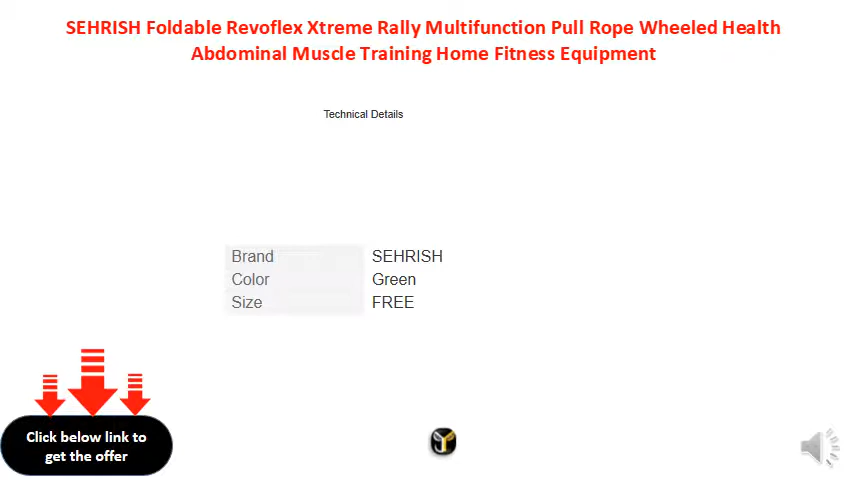 SEHRISH Foldable Revoflex Xtreme Rally Multifunction Pull Rope Wheeled Health
Abdominal Muscle Training Home Fitness Equipment
Technical Details
Brand SEHRISH
Color Green
Size FREE
Click below link to
get the offer